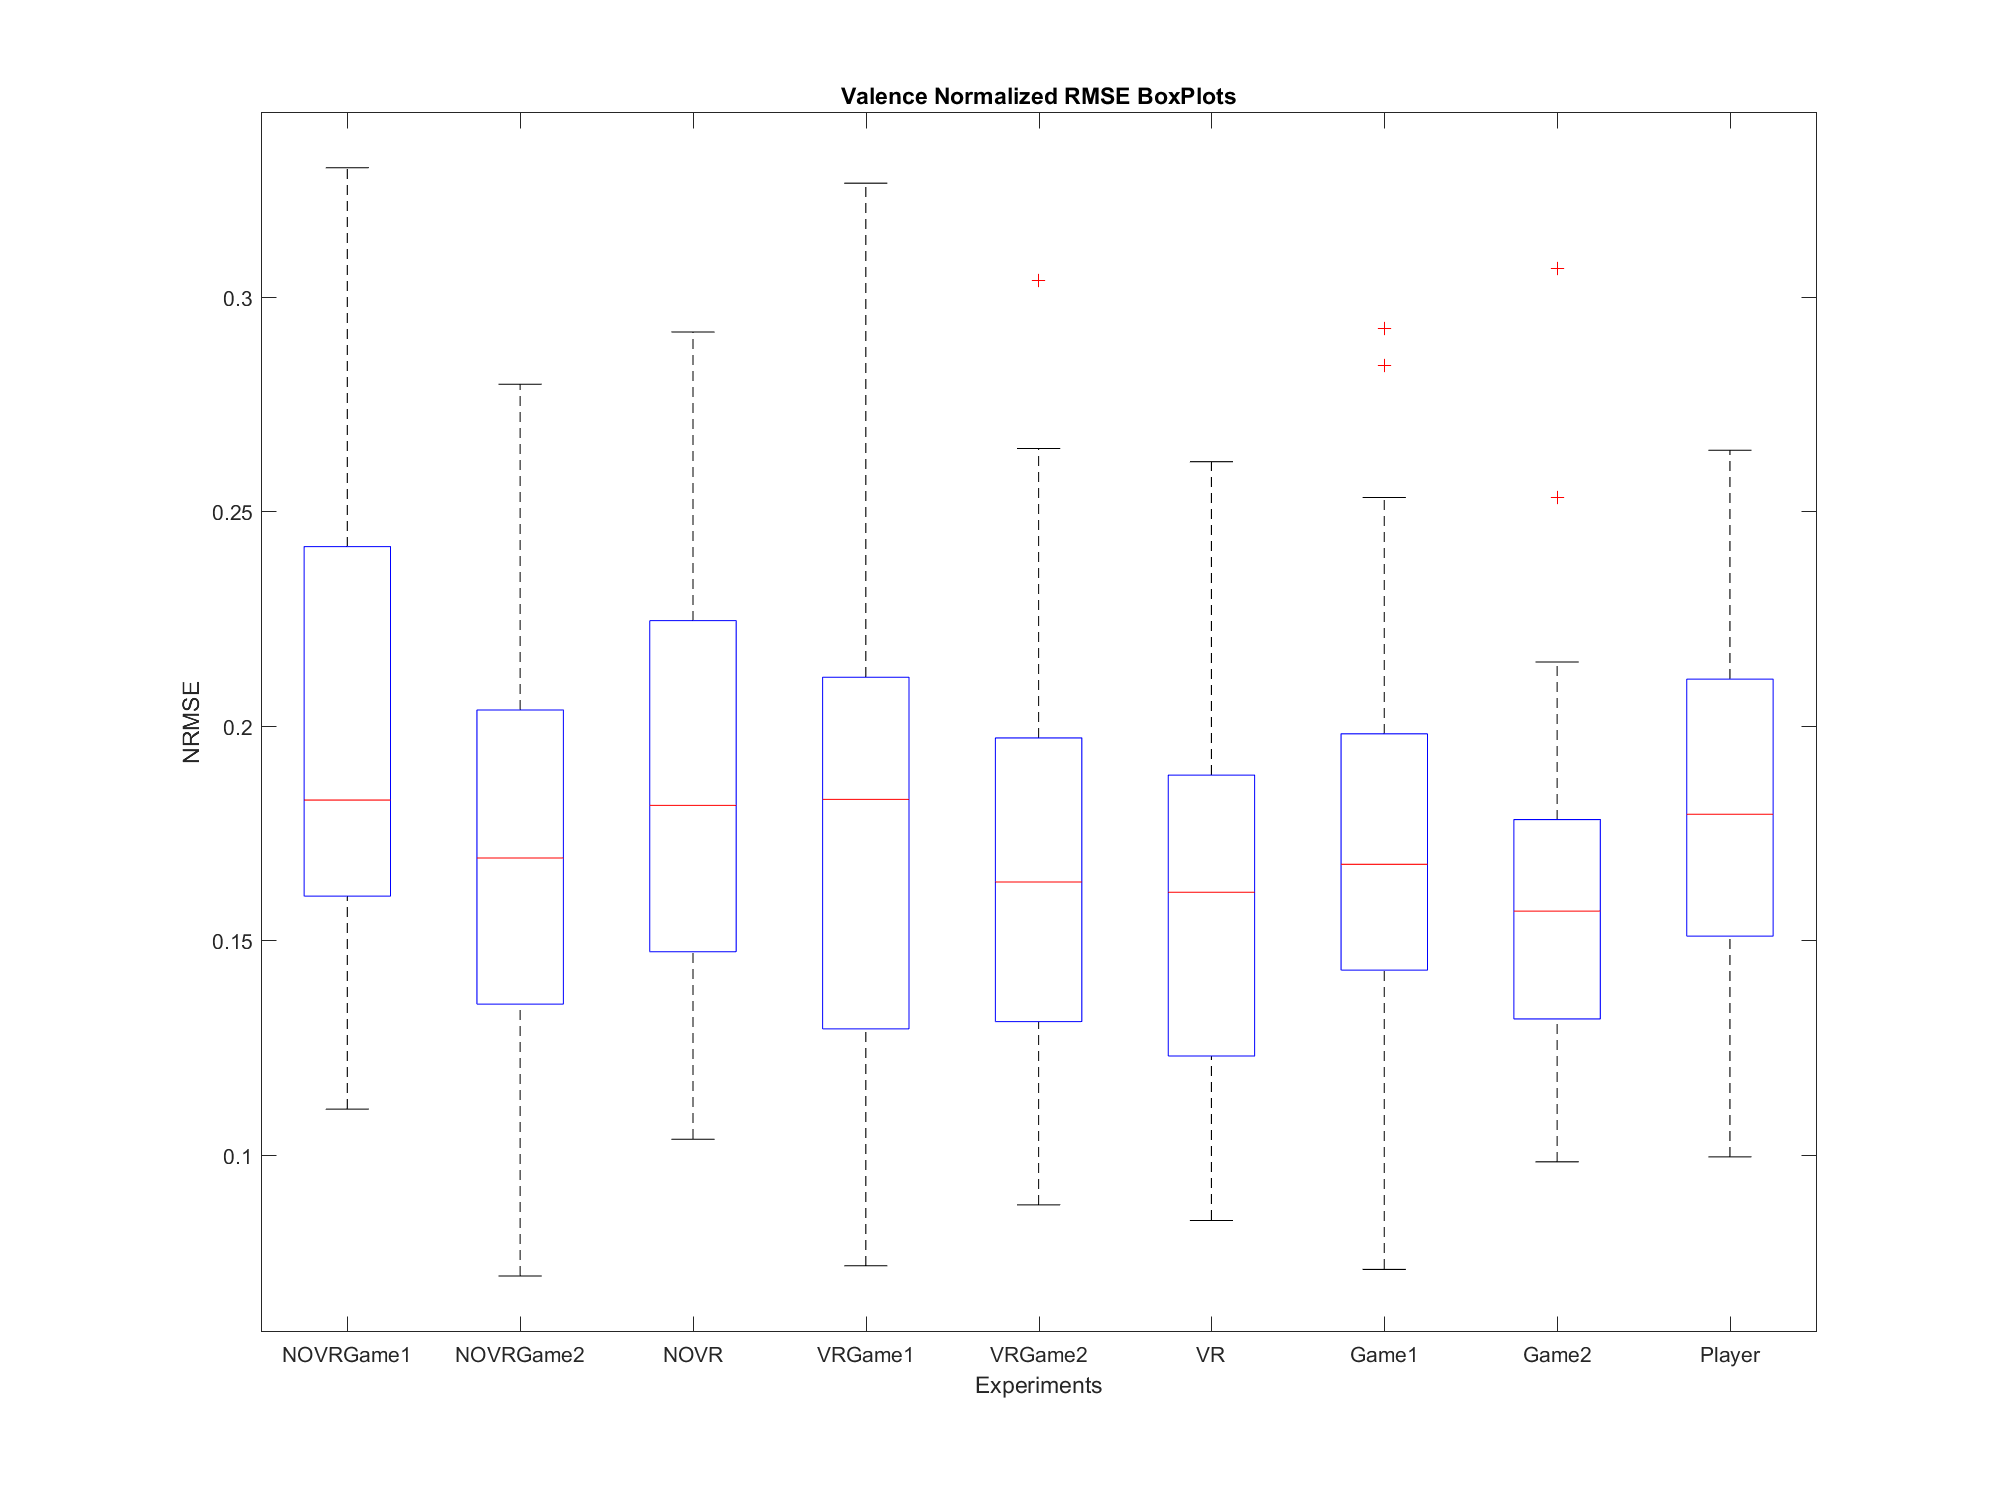 Valence Normalized RMSE BoxPlots
0.3
0.25
0.2
0.15
0.1
NRMSE
NOVRGame1 NOVRGame2 NOVR VRGame1 VRGame2 VR Game1 Game2 Player
Experiments